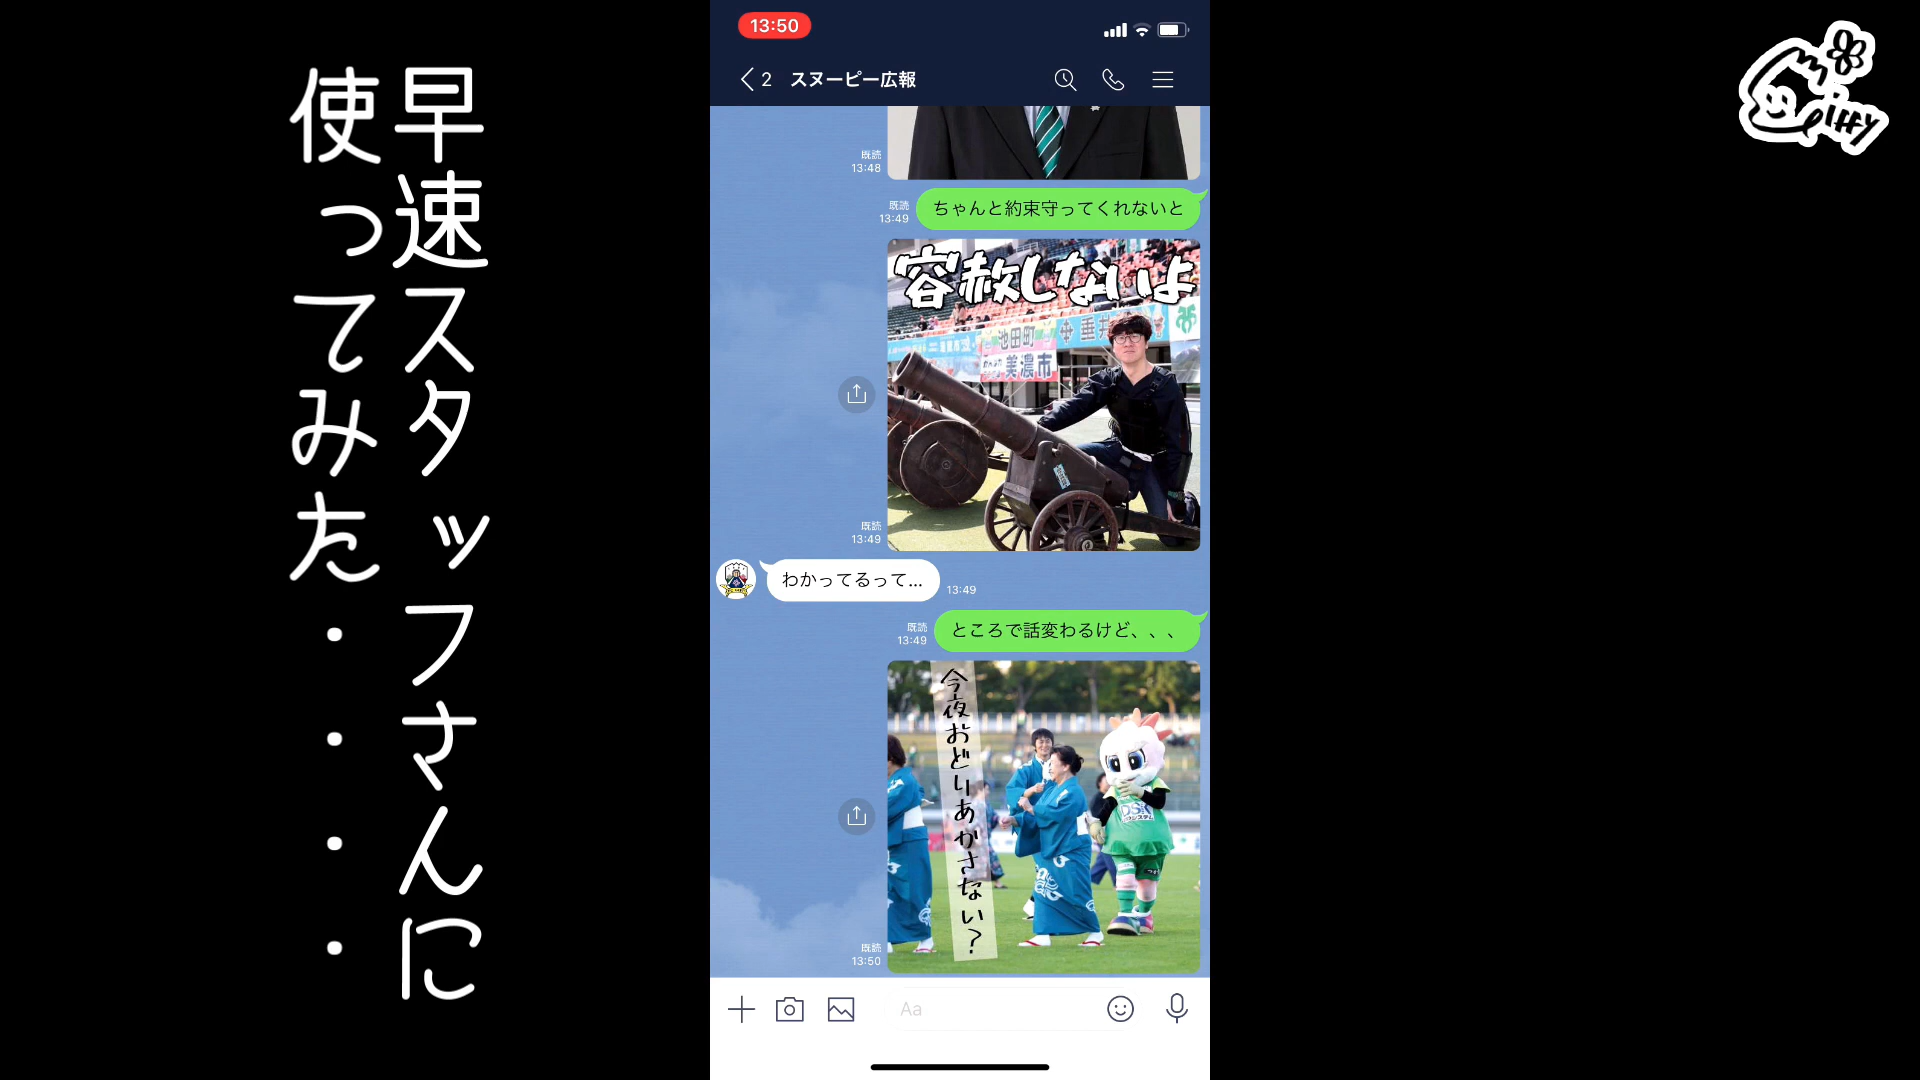 早速スタッフさんに
使ってみた・・・・
13:50
2 スヌーピー広報
既読
13:48
ちゃんと約束守ってくれないと
既読
13:49
容赦しないよ
池田町
美濃市
既読
13:49
わかってるって...
13:49
ところで話変わるけど、、、
既読
13:49
今夜おどりあかさない?
既読
13:50
Aa